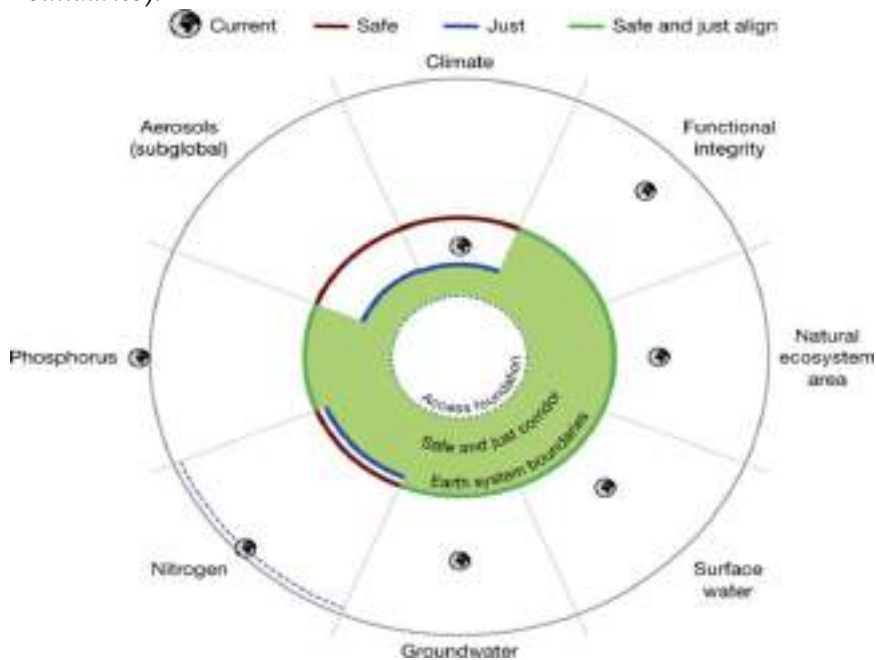 Current Safe Just Safe and just align
Climate
Aerosols
(subglobal)
Functional
integrity
Phosphorus
Natural
ecosystem
area
Access foundation
Safe and just corridor
Earth system boundaries
Nitrogen
Surface
water
Groundwater